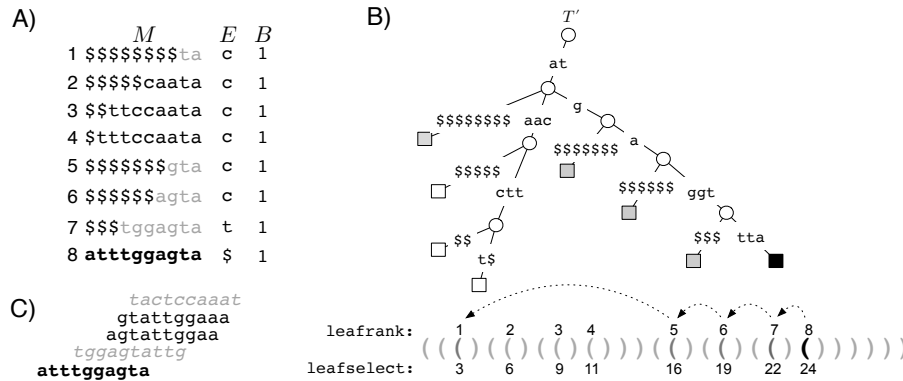 A)
M E B
1 $$$$$$$$ta c 1
2 $$$$$caata c 1
3 $$ttccaata c 1
4 $tttccaata c 1
5 $$$$$$$gta c 1
6 $$$$$$agta c 1
7 $$$tggagta t 1
8 atttggagta $ 1
C)
tactccaaat
gtattggaaa
agtattggaa
tggagtattg
atttggagta
B)
T′
at
g
$$$$$$$$ aac
a
$$$$$$$
$$$$$
ctt
$$$$$$
ggt
$$
t$
$$$ tta
leafrank: 1 2 3 4 5 6 7 8
( ( ( ) ( ( ) ( ( ) ( ) ) ) ( ( ) ( ( ) ( ( ) ( ) ) ) ) ) )
leafselect: 3 6 9 11 16 19 22 24